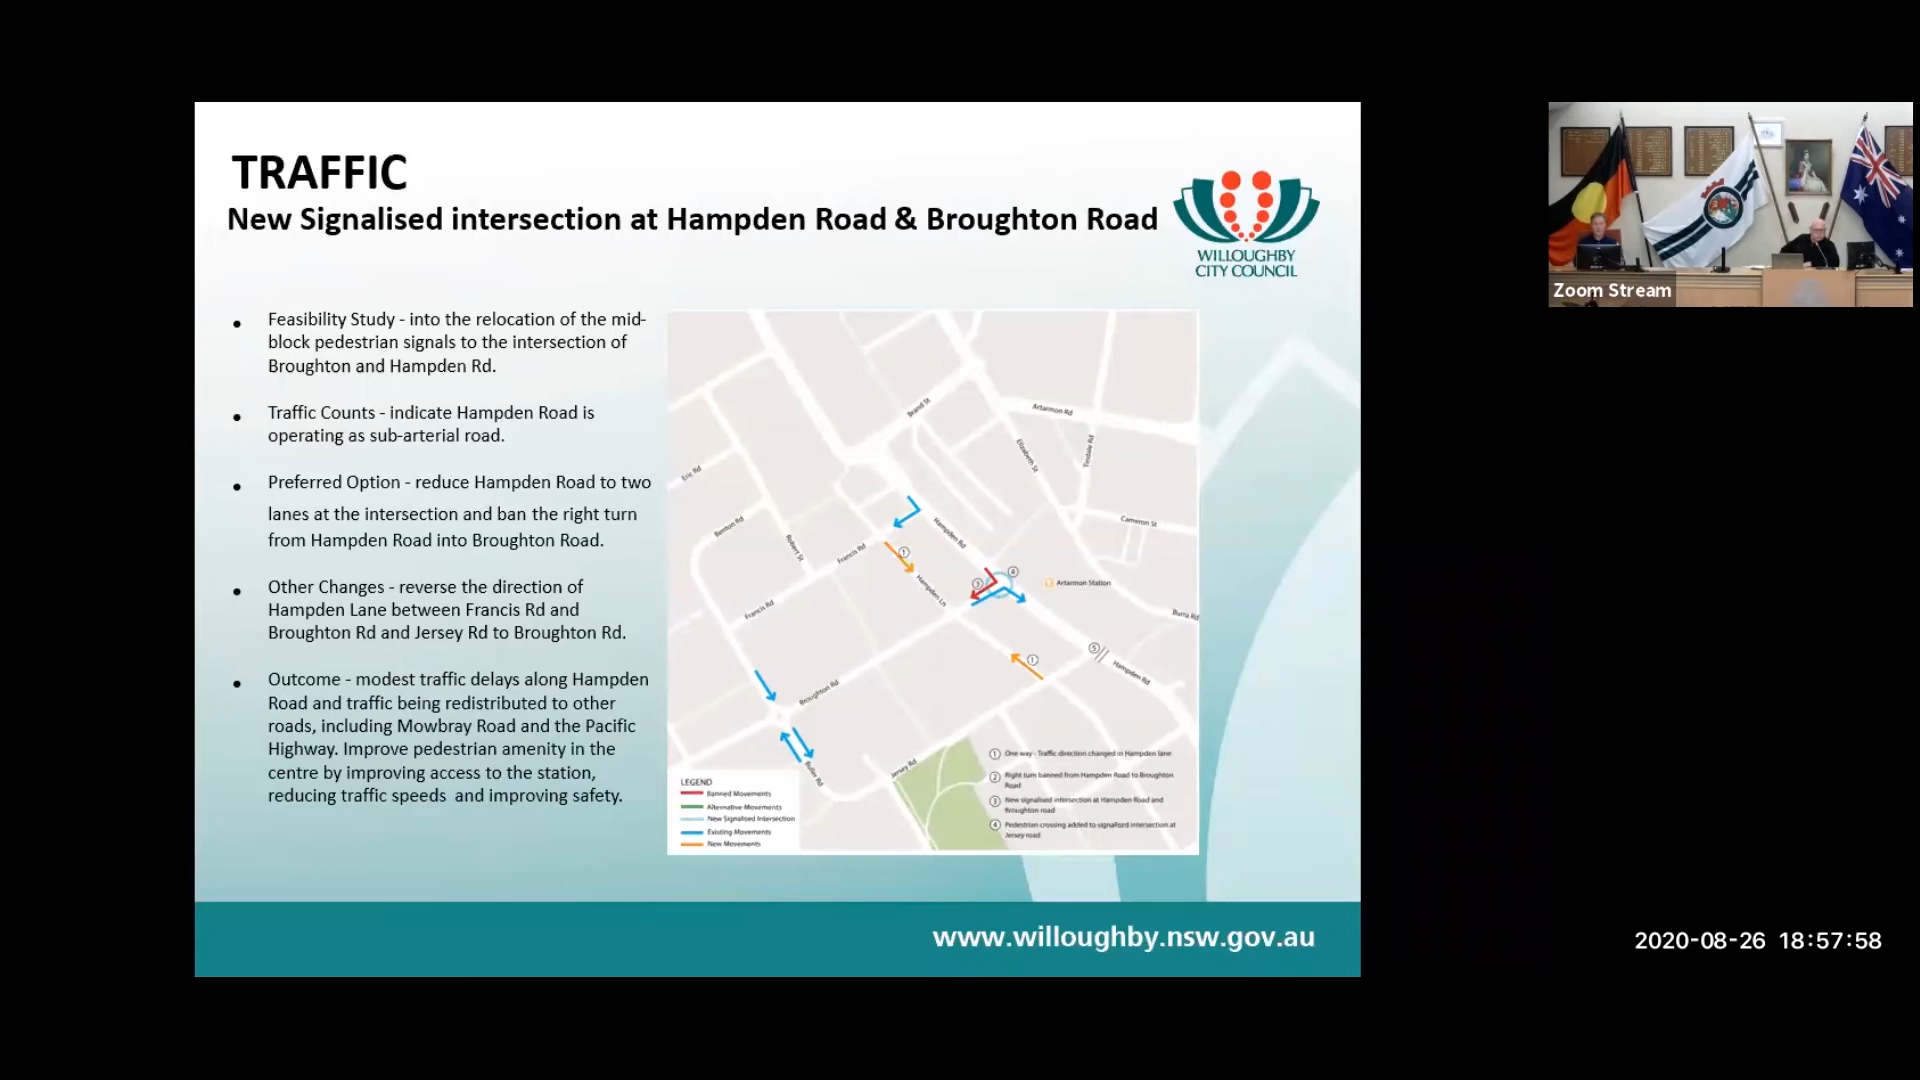 TRAFFIC
New Signalised intersection at Hampden Road & Broughton Road
WILLOUGHBY
CITY COUNCIL
Zoom Stream
• Feasibility Study - into the relocation of the mid-
block pedestrian signals to the intersection of
Broughton and Hampden Rd.
• Traffic Counts - indicate Hampden Road is
operating as sub-arterial road.
• Preferred Option - reduce Hampden Road to two
lanes at the intersection and ban the right turn
from Hampden Road into Broughton Road.
• Other Changes - reverse the direction of
Hampden Lane between Francis Rd and
Broughton Rd and Jersey Rd to Broughton Rd.
• Outcome - modest traffic delays along Hampden
Road and traffic being redistributed to other
roads, including Mowbray Road and the Pacific
Highway. Improve pedestrian amenity in the
centre by improving access to the station,
reducing traffic speeds and improving safety.
Brand St
Artarmon Rd
Elizabeth St
Tindale Rd
Eric Rd
Benton Rd
Robert St
Francis Rd
Hampden Rd
Cameron St
1
Hampden Ln
3
4
Artarmon Station
Francis Rd
Burra Rd
5
1
Hampden Rd
Broughton Rd
Butler Rd
Jersey Rd
LEGEND
Banned Movements
Alternative Movements
New Signalised Intersection
Existing Movements
New Movements
1 One way - Traffic direction changed in Hampden lane
2 Right turn banned from Hampden Road to Broughton
Road
3 New signalised intersection at Hampden Road and
Broughton road
4 Pedestrian crossing added to signalised intersection at
Jersey road
www.willoughby.nsw.gov.au
2020-08-26 18:57:58